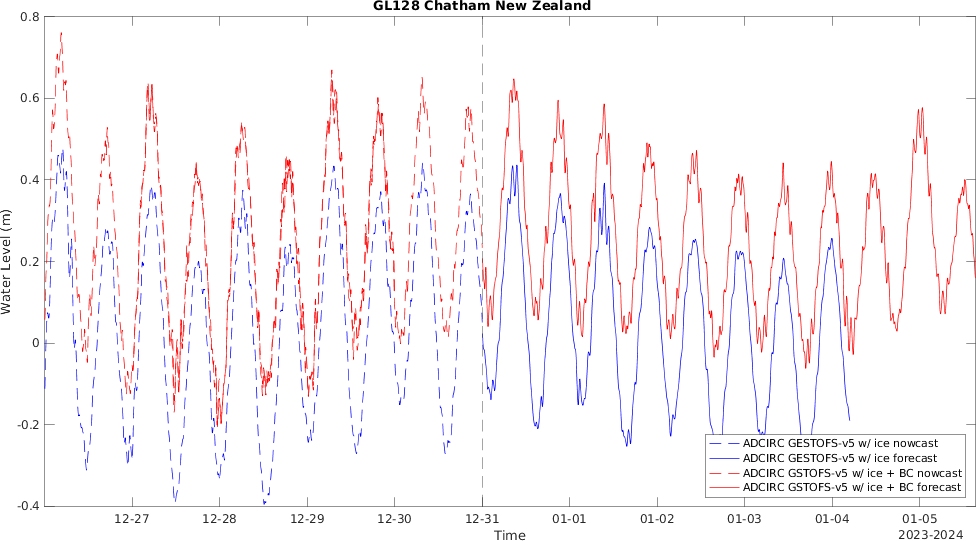 GL128 Chatham New Zealand
Water Level (m)
0.8
0.6
0.4
0.2
0
-0.2
-0.4
ADCIRC GESTOFS-v5 w/ ice nowcast
ADCIRC GESTOFS-v5 w/ ice forecast
ADCIRC GSTOFS-v5 w/ ice + BC nowcast
ADCIRC GSTOFS-v5 w/ ice + BC forecast
12-27
12-28
12-29
12-30
12-31
01-01
01-02
01-03
01-04
01-05
Time
2023-2024